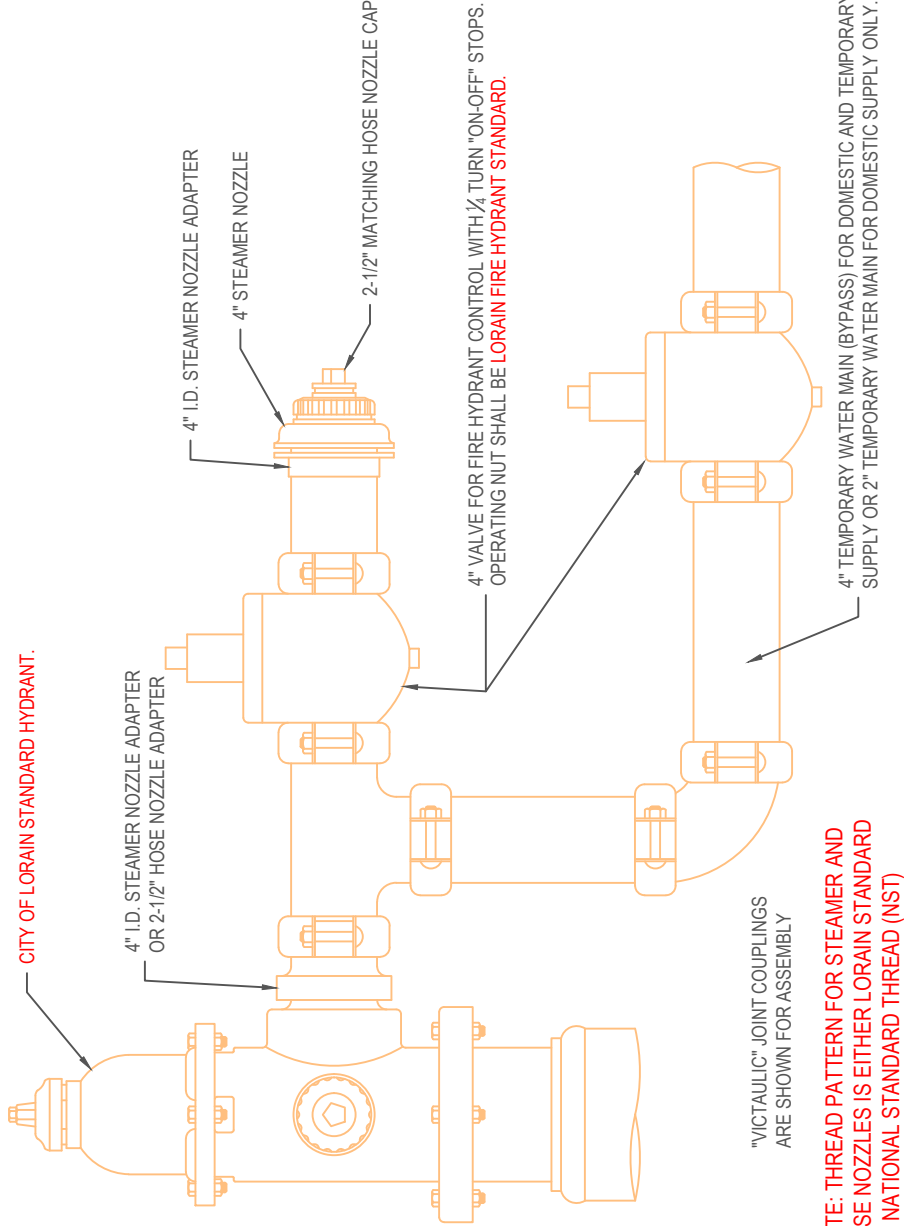 CITY OF LORAIN STANDARD HYDRANT.
4" I.D. STEAMER NOZZLE ADAPTER
OR 2-1/2" HOSE NOZZLE ADAPTER
4" I.D. STEAMER NOZZLE ADAPTER
4" STEAMER NOZZLE
2-1/2" MATCHING HOSE NOZZLE CAP
4" VALVE FOR FIRE HYDRANT CONTROL WITH ¼ TURN "ON-OFF" STOPS.
OPERATING NUT SHALL BE LORAIN FIRE HYDRANT STANDARD.
4" TEMPORARY WATER MAIN (BYPASS) FOR DOMESTIC AND TEMPORARY
SUPPLY OR 2" TEMPORARY WATER MAIN FOR DOMESTIC SUPPLY ONLY.
"VICTAULIC" JOINT COUPLINGS
ARE SHOWN FOR ASSEMBLY
TE: THREAD PATTERN FOR STEAMER AND
SE NOZZLES IS EITHER LORAIN STANDARD
NATIONAL STANDARD THREAD (NST)